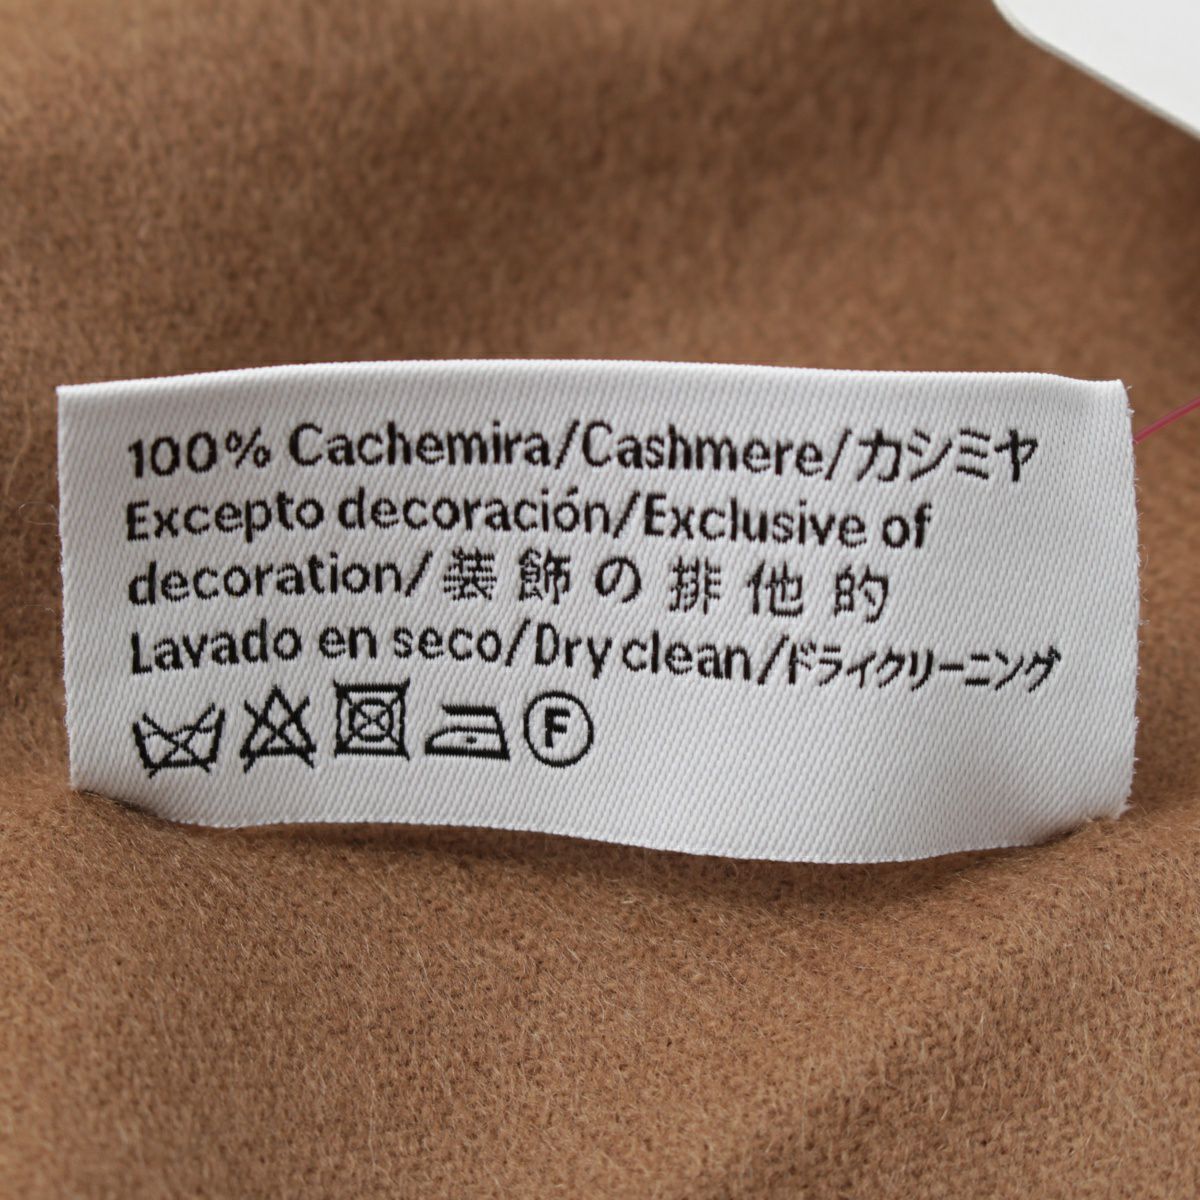 100% Cachemira/Cashmere/カシミヤ
Excepto decoración/Exclusive of
decoration/装飾の排他的
Lavado en seco/Dry clean/ドライクリーニング
F